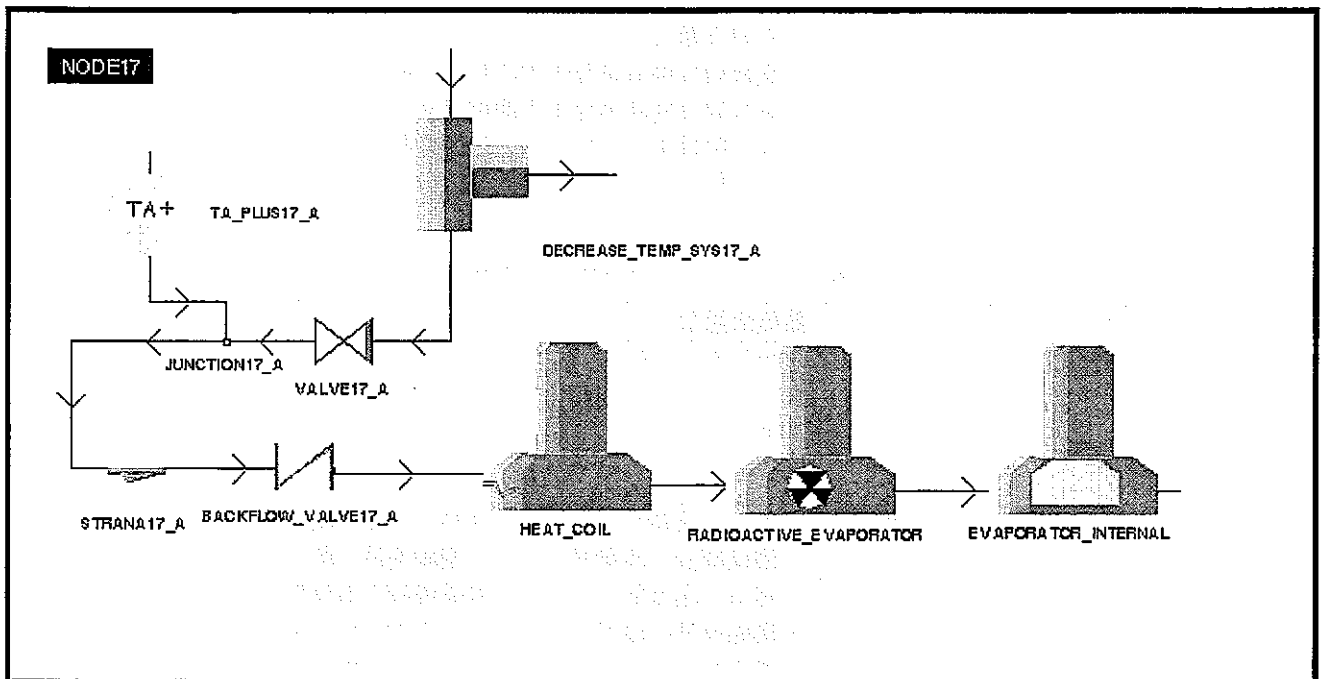 NODE17
TA+
TA_PLUS17_A
DECREASE_TEMP_SYS17_A
JUNCTION17_A
VALVE17_A
STRANA17_A
BACKFLOW_VALVE17_A
HEAT_COIL
RADIOACTIVE_EVAPORATOR
EVAPORATOR_INTERNAL